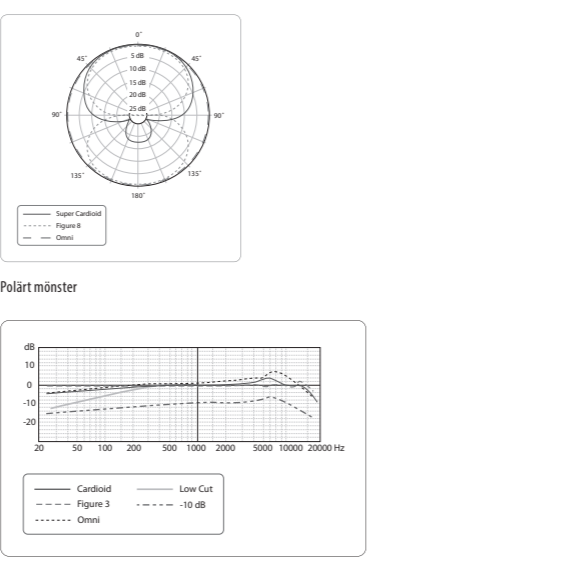 0˚
45˚ 45˚
5 dB
10 dB
15 dB
20 dB
25 dB
90˚ 90˚
135˚ 135˚
180˚
Super Cardioid
Figure 8
Omni
Polärt mönster
dB
10
0
-10
-20
20 50 100 200 500 1000 2000 5000 10000 20000 Hz
Cardioid Low Cut
Figure 3 -10 dB
Omni